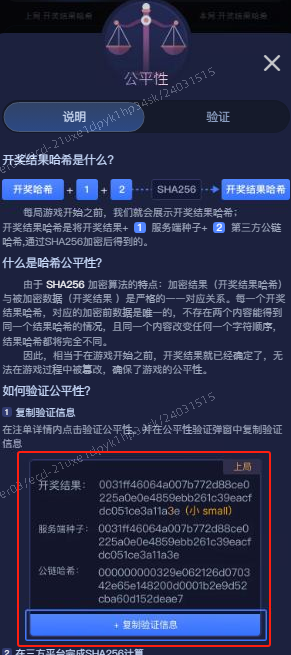 上局 开奖结果哈希 本局 开奖结果哈希
公平性
说明 验证
开奖结果哈希是什么?
开奖哈希 + 1 + 2 SHA256 开奖结果哈希
每局游戏开始之前，我们就会展示开奖结果哈希；
开奖结果哈希是将开奖结果+ 1 服务端种子+ 2 第三方公链
哈希,通过SHA256加密后得到的。
什么是哈希公平性?
由于 SHA256 加密算法的特点：加密结果（开奖结果哈希）
与被加密数据（开奖结果 ）是严格的一一对应关系。每一个开奖
结果哈希，对应的加密前数据是唯一的，不存在两个内容能得到
同一个结果哈希的情况，且同一个内容改变任何一个字符顺序，
结果哈希都将完全不同。
因此，相当于在游戏开始之前，开奖结果就已经确定了，无
法在游戏过程中被篡改，确保了游戏的公平性。
如何验证公平性?
1 复制验证信息
在注单详情内点击验证公平性，并在公平性验证弹窗中复制验证
信息
上局
开奖结果： 0031ff46064a007b772d88ce0
225a0e0e4859ebb261c39eacf
dc051ce3a11a3e（小 small）
服务端种子： 0031ff46064a007b772d88ce0
225a0e0e4859ebb261c39eacf
dc051ce3a11a3e
公链哈希： 000000000329e062126d0703
42e65e148200d0001b2e9d52
cba60d152deae7
+ 复制验证信息
2 在三方平台完成SHA256计算